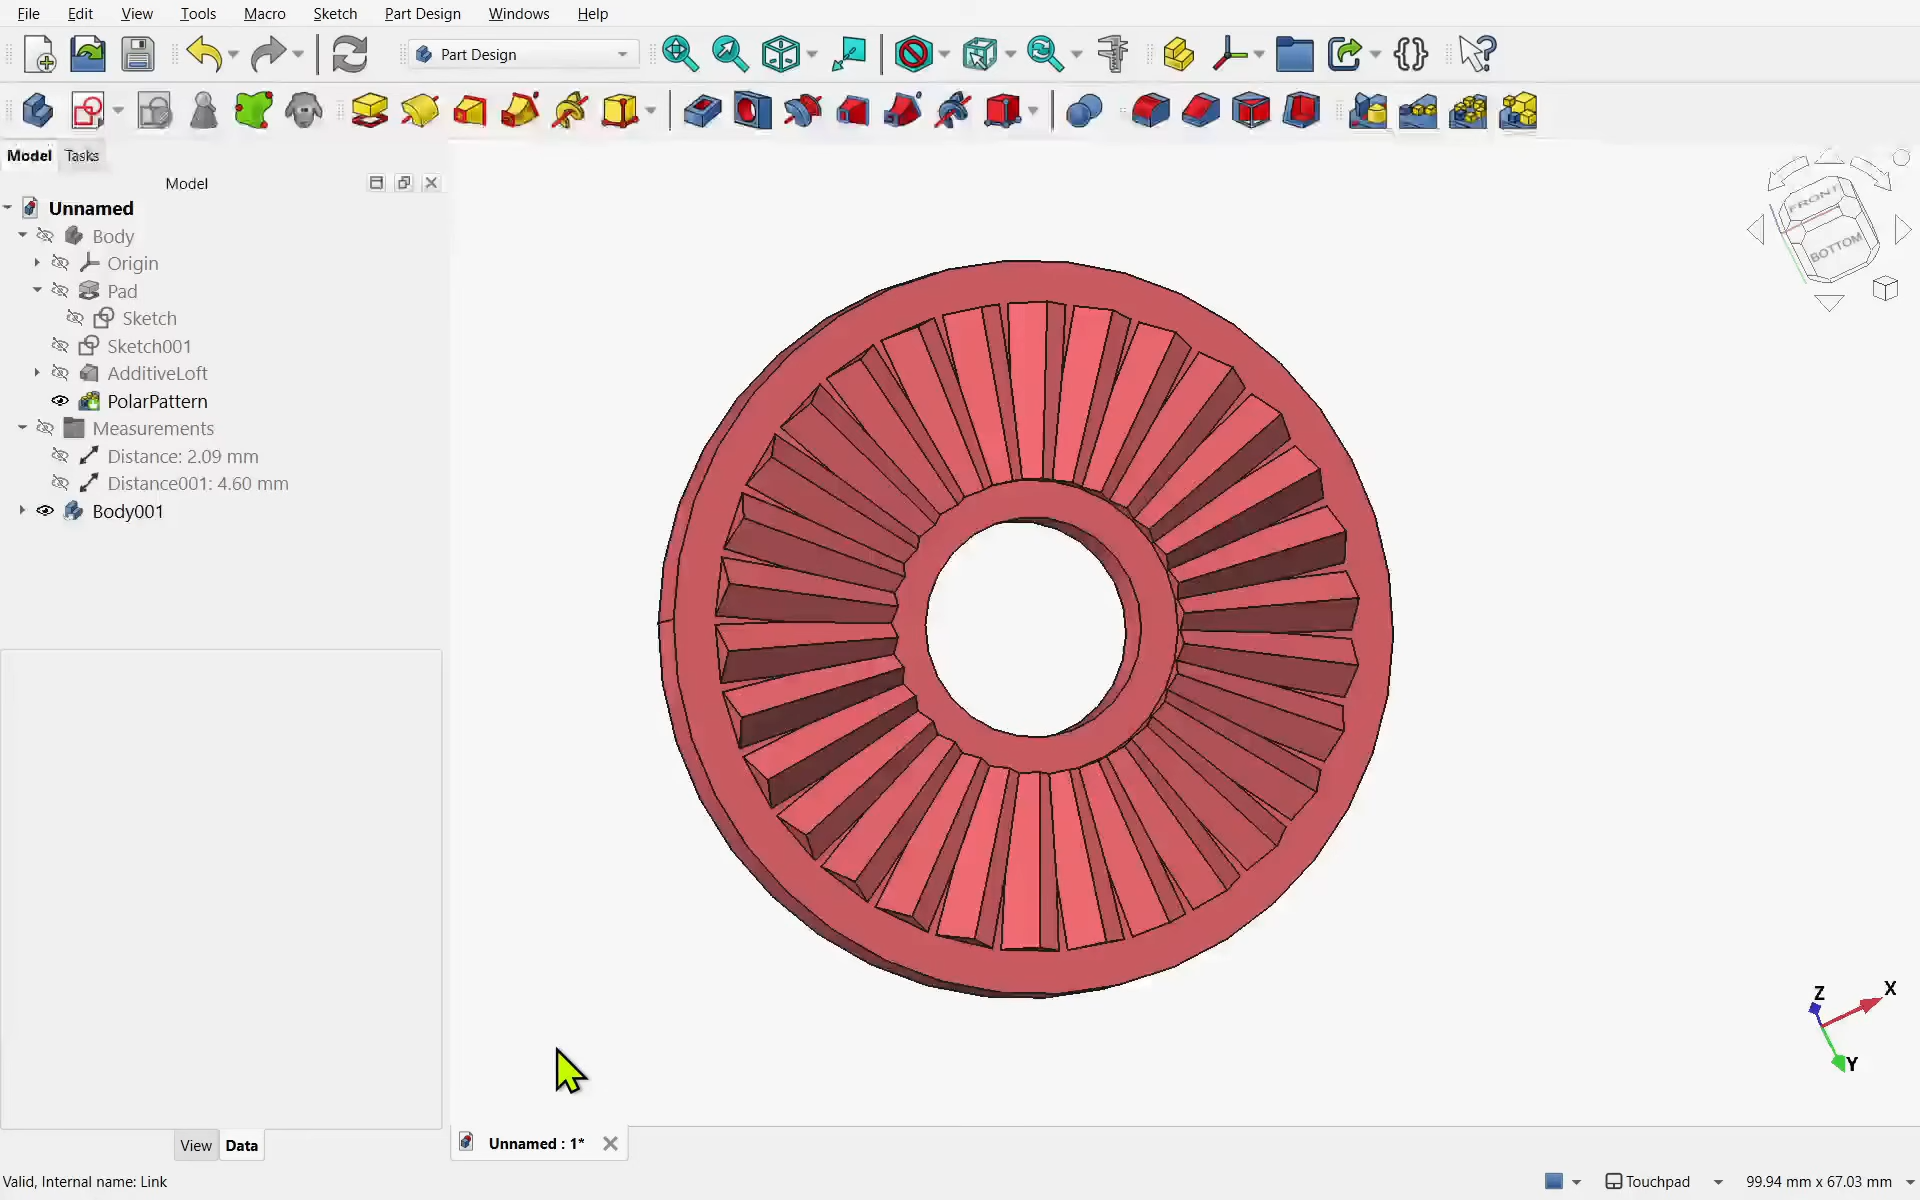 File Edit View Tools Macro Sketch Part Design Windows Help
Part Design
Model Tasks
Model
Unnamed
Body
Origin
Pad
Sketch
Sketch001
AdditiveLoft
PolarPattern
Measurements
Distance: 2.09 mm
Distance001: 4.60 mm
Body001
FRONT
BOTTOM
Z
X
Y
View Data
Unnamed : 1*
Valid, Internal name: Link
Touchpad
99.94 mm x 67.03 mm